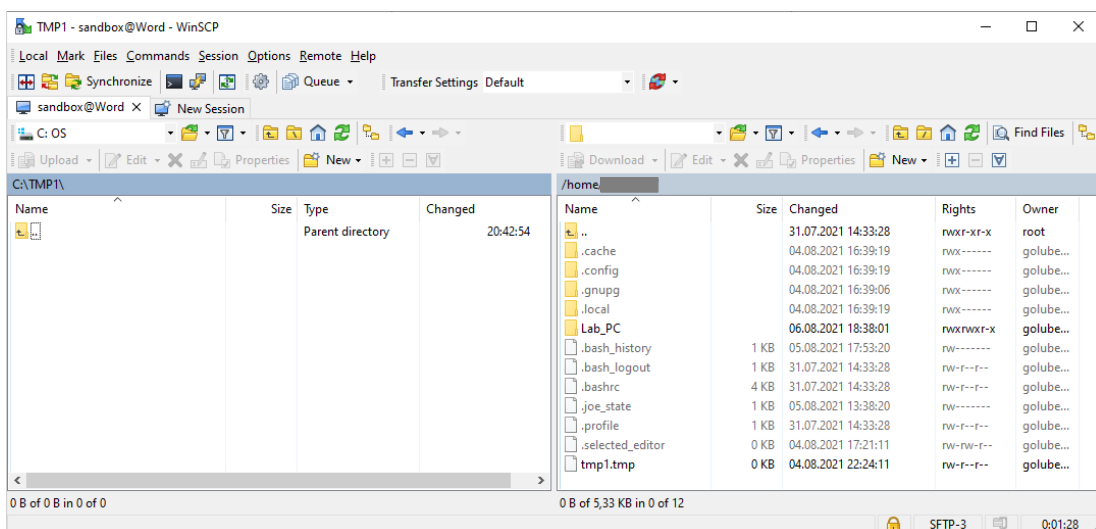 TMP1 - sandbox@Word - WinSCP
Local Mark Files Commands Session Options Remote Help
Synchronize Queue Transfer Settings Default
sandbox@Word New Session
C: OS Find Files
Upload Edit Properties New Download Edit Properties New
C:\TMP1\ /home/
Name Size Type Changed Name Size Changed Rights Owner
.. Parent directory 20:42:54 .. 31.07.2021 14:33:28 rwxr-xr-x root
.cache 04.08.2021 16:39:19 rwx------ golube...
.config 04.08.2021 16:39:19 rwx------ golube...
.gnupg 04.08.2021 16:39:06 rwx------ golube...
.local 04.08.2021 16:39:19 rwx------ golube...
Lab_PC 06.08.2021 18:38:01 rwxrwxr-x golube...
.bash_history 1 KB 05.08.2021 17:53:20 rw------- golube...
.bash_logout 1 KB 31.07.2021 14:33:28 rw-r--r-- golube...
.bashrc 4 KB 31.07.2021 14:33:28 rw-r--r-- golube...
.joe_state 1 KB 05.08.2021 13:38:20 rw------- golube...
.profile 1 KB 31.07.2021 14:33:28 rw-r--r-- golube...
.selected_editor 0 KB 04.08.2021 17:21:11 rw-rw-r-- golube...
tmp1.tmp 0 KB 04.08.2021 22:24:11 rw-r--r-- golube...
0 B of 0 B in 0 of 0 0 B of 5,33 KB in 0 of 12
SFTP-3 0:01:28